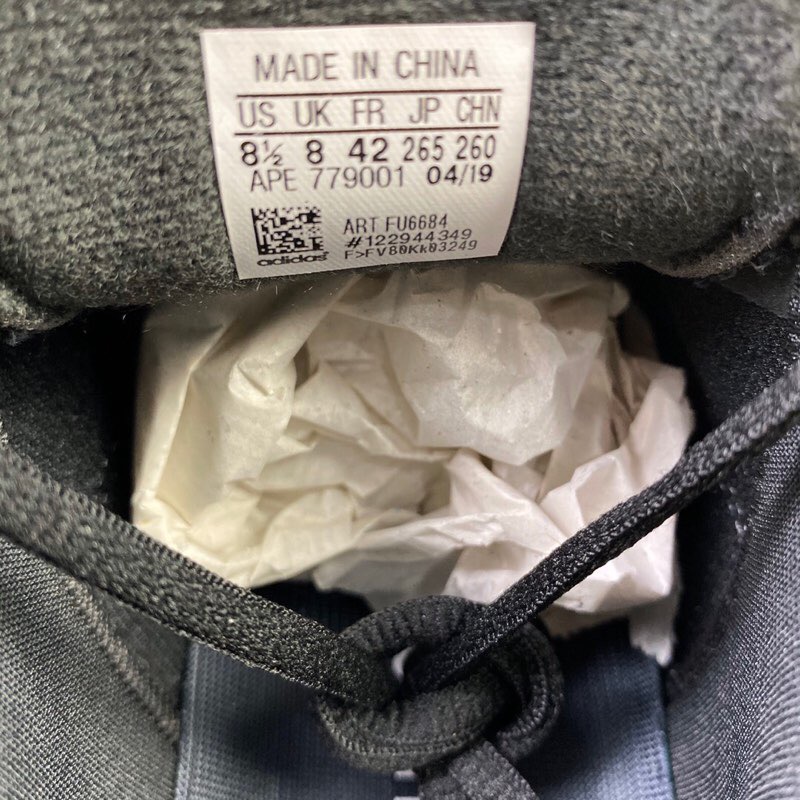 MADE IN CHINA
US UK FR JP CHN
8½ 8 42 265 260
APE 779001 04/19
ART FU6684
#122944349
F>FV80Kk03249
adidas